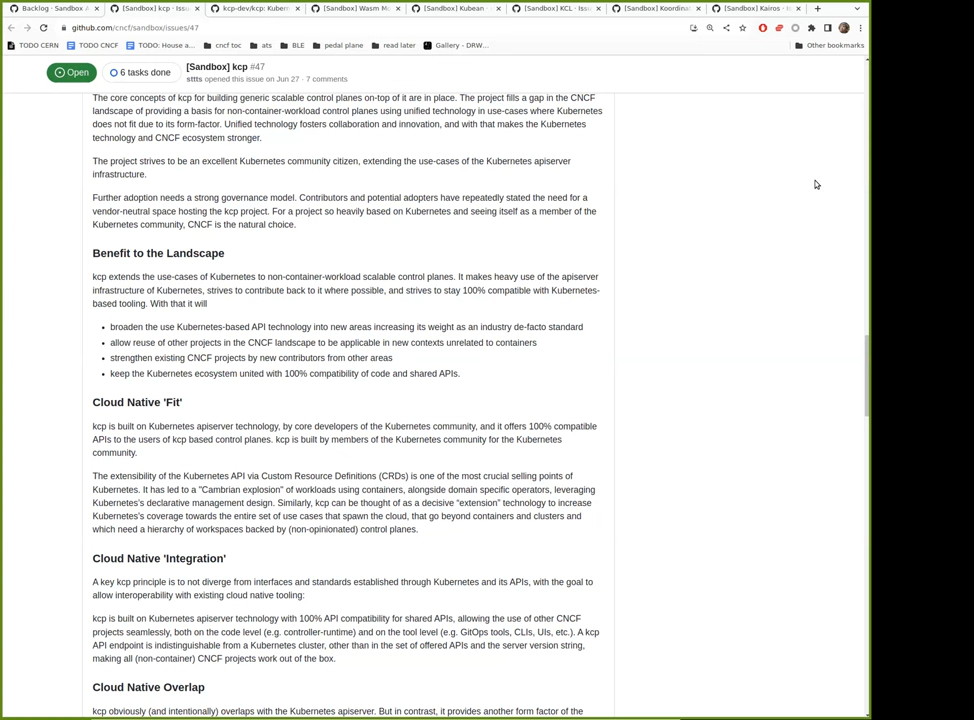 Backlog · Sandbox A
[Sandbox] kcp · Issu
kcp-dev/kcp: Kubern
[Sandbox] Wasm Ma
[Sandbox] Kubean ·
[Sandbox] KCL · Issu
[Sandbox] Koordinat
[Sandbox] Kairos · Is
github.com/cncf/sandbox/issues/47
TODO CERN
TODO CNCF
TODO: House a...
cncf toc
ats
BLE
pedal plane
read later
Gallery - DRW...
Other bookmarks
Open
6 tasks done
[Sandbox] kcp #47
sttts opened this issue on Jun 27 · 7 comments
The core concepts of kcp for building generic scalable control planes on-top of it are in place. The project fills a gap in the CNCF
landscape of providing a basis for non-container-workload control planes using unified technology in use-cases where Kubernetes
does not fit due to its form-factor. Unified technology fosters collaboration and innovation, and with that makes the Kubernetes
technology and CNCF ecosystem stronger.
The project strives to be an excellent Kubernetes community citizen, extending the use-cases of the Kubernetes apiserver
infrastructure.
Further adoption needs a strong governance model. Contributors and potential adopters have repeatedly stated the need for a
vendor-neutral space hosting the kcp project. For a project so heavily based on Kubernetes and seeing itself as a member of the
Kubernetes community, CNCF is the natural choice.
Benefit to the Landscape
kcp extends the use-cases of Kubernetes to non-container-workload scalable control planes. It makes heavy use of the apiserver
infrastructure of Kubernetes, strives to contribute back to it where possible, and strives to stay 100% compatible with Kubernetes-
based tooling. With that it will
• broaden the use Kubernetes-based API technology into new areas increasing its weight as an industry de-facto standard
• allow reuse of other projects in the CNCF landscape to be applicable in new contexts unrelated to containers
• strengthen existing CNCF projects by new contributors from other areas
• keep the Kubernetes ecosystem united with 100% compatibility of code and shared APIs.
Cloud Native 'Fit'
kcp is built on Kubernetes apiserver technology, by core developers of the Kubernetes community, and it offers 100% compatible
APIs to the users of kcp based control planes. kcp is built by members of the Kubernetes community for the Kubernetes
community.
The extensibility of the Kubernetes API via Custom Resource Definitions (CRDs) is one of the most crucial selling points of
Kubernetes. It has led to a "Cambrian explosion" of workloads using containers, alongside domain specific operators, leveraging
Kubernetes's declarative management design. Similarly, kcp can be thought of as a decisive “extension” technology to increase
Kubernetes's coverage towards the entire set of use cases that spawn the cloud, that go beyond containers and clusters and
which need a hierarchy of workspaces backed by (non-opinionated) control planes.
Cloud Native 'Integration'
A key kcp principle is to not diverge from interfaces and standards established through Kubernetes and its APIs, with the goal to
allow interoperability with existing cloud native tooling:
kcp is built on Kubernetes apiserver technology with 100% API compatibility for shared APIs, allowing the use of other CNCF
projects seamlessly, both on the code level (e.g. controller-runtime) and on the tool level (e.g. GitOps tools, CLIs, UIs, etc.). A kcp
API endpoint is indistinguishable from a Kubernetes cluster, other than in the set of offered APIs and the server version string,
making all (non-container) CNCF projects work out of the box.
Cloud Native Overlap
kcp obviously (and intentionally) overlaps with the Kubernetes apiserver. But in contrast, it provides another form factor of the